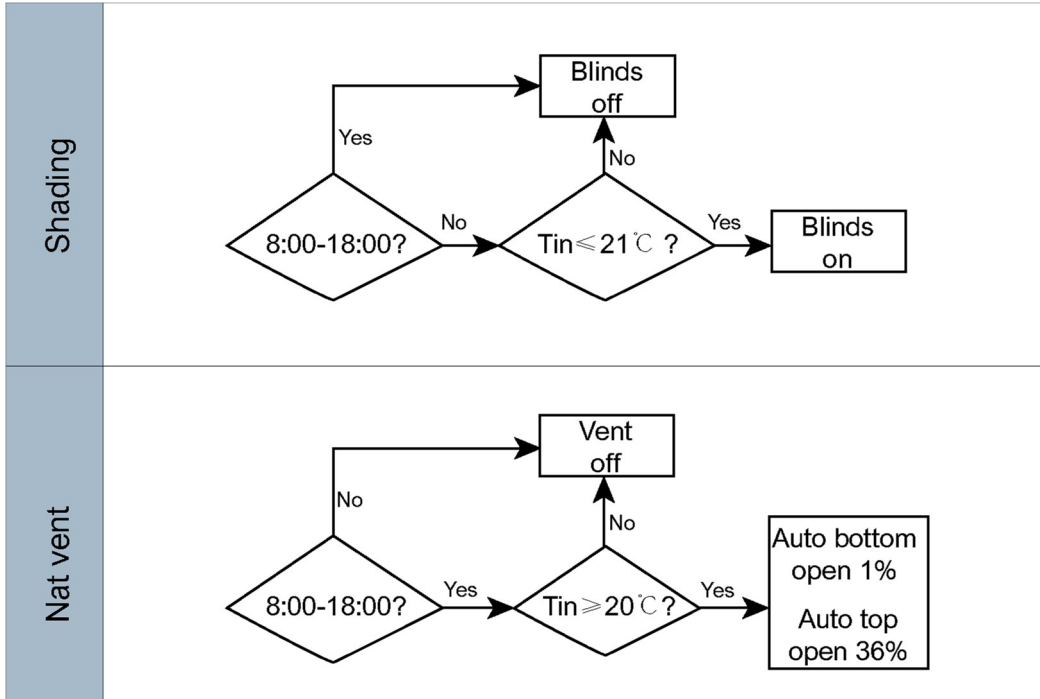 Shading
Blinds
off
Yes
No
8:00-18:00?
No
Tin≤21℃ ?
Yes
Blinds
on
Nat vent
Vent
off
No
No
8:00-18:00?
Yes
Tin≥20℃?
Yes
Auto bottom
open 1%
Auto top
open 36%